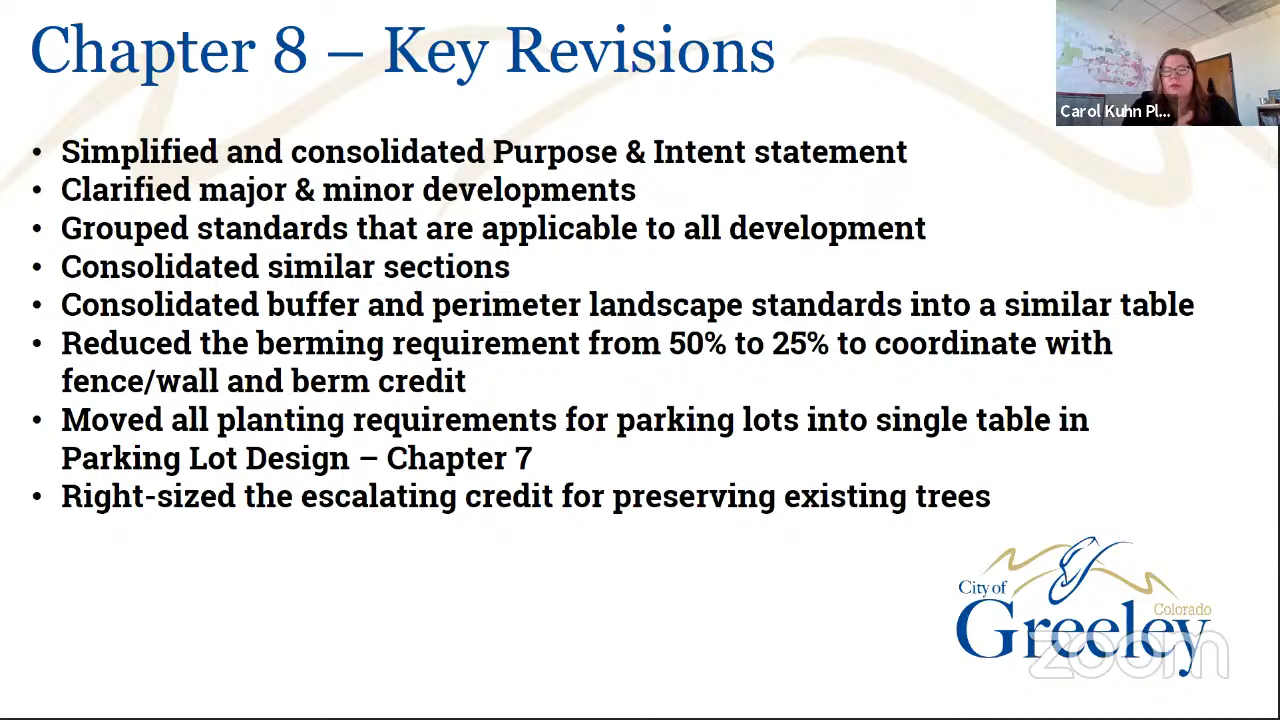 Chapter 8 – Key Revisions
Carol Kuhn Pl...
• Simplified and consolidated Purpose & Intent statement
• Clarified major & minor developments
• Grouped standards that are applicable to all development
• Consolidated similar sections
• Consolidated buffer and perimeter landscape standards into a similar table
• Reduced the berming requirement from 50% to 25% to coordinate with
fence/wall and berm credit
• Moved all planting requirements for parking lots into single table in
Parking Lot Design – Chapter 7
• Right-sized the escalating credit for preserving existing trees
City of
Colorado
Greeley
zoom